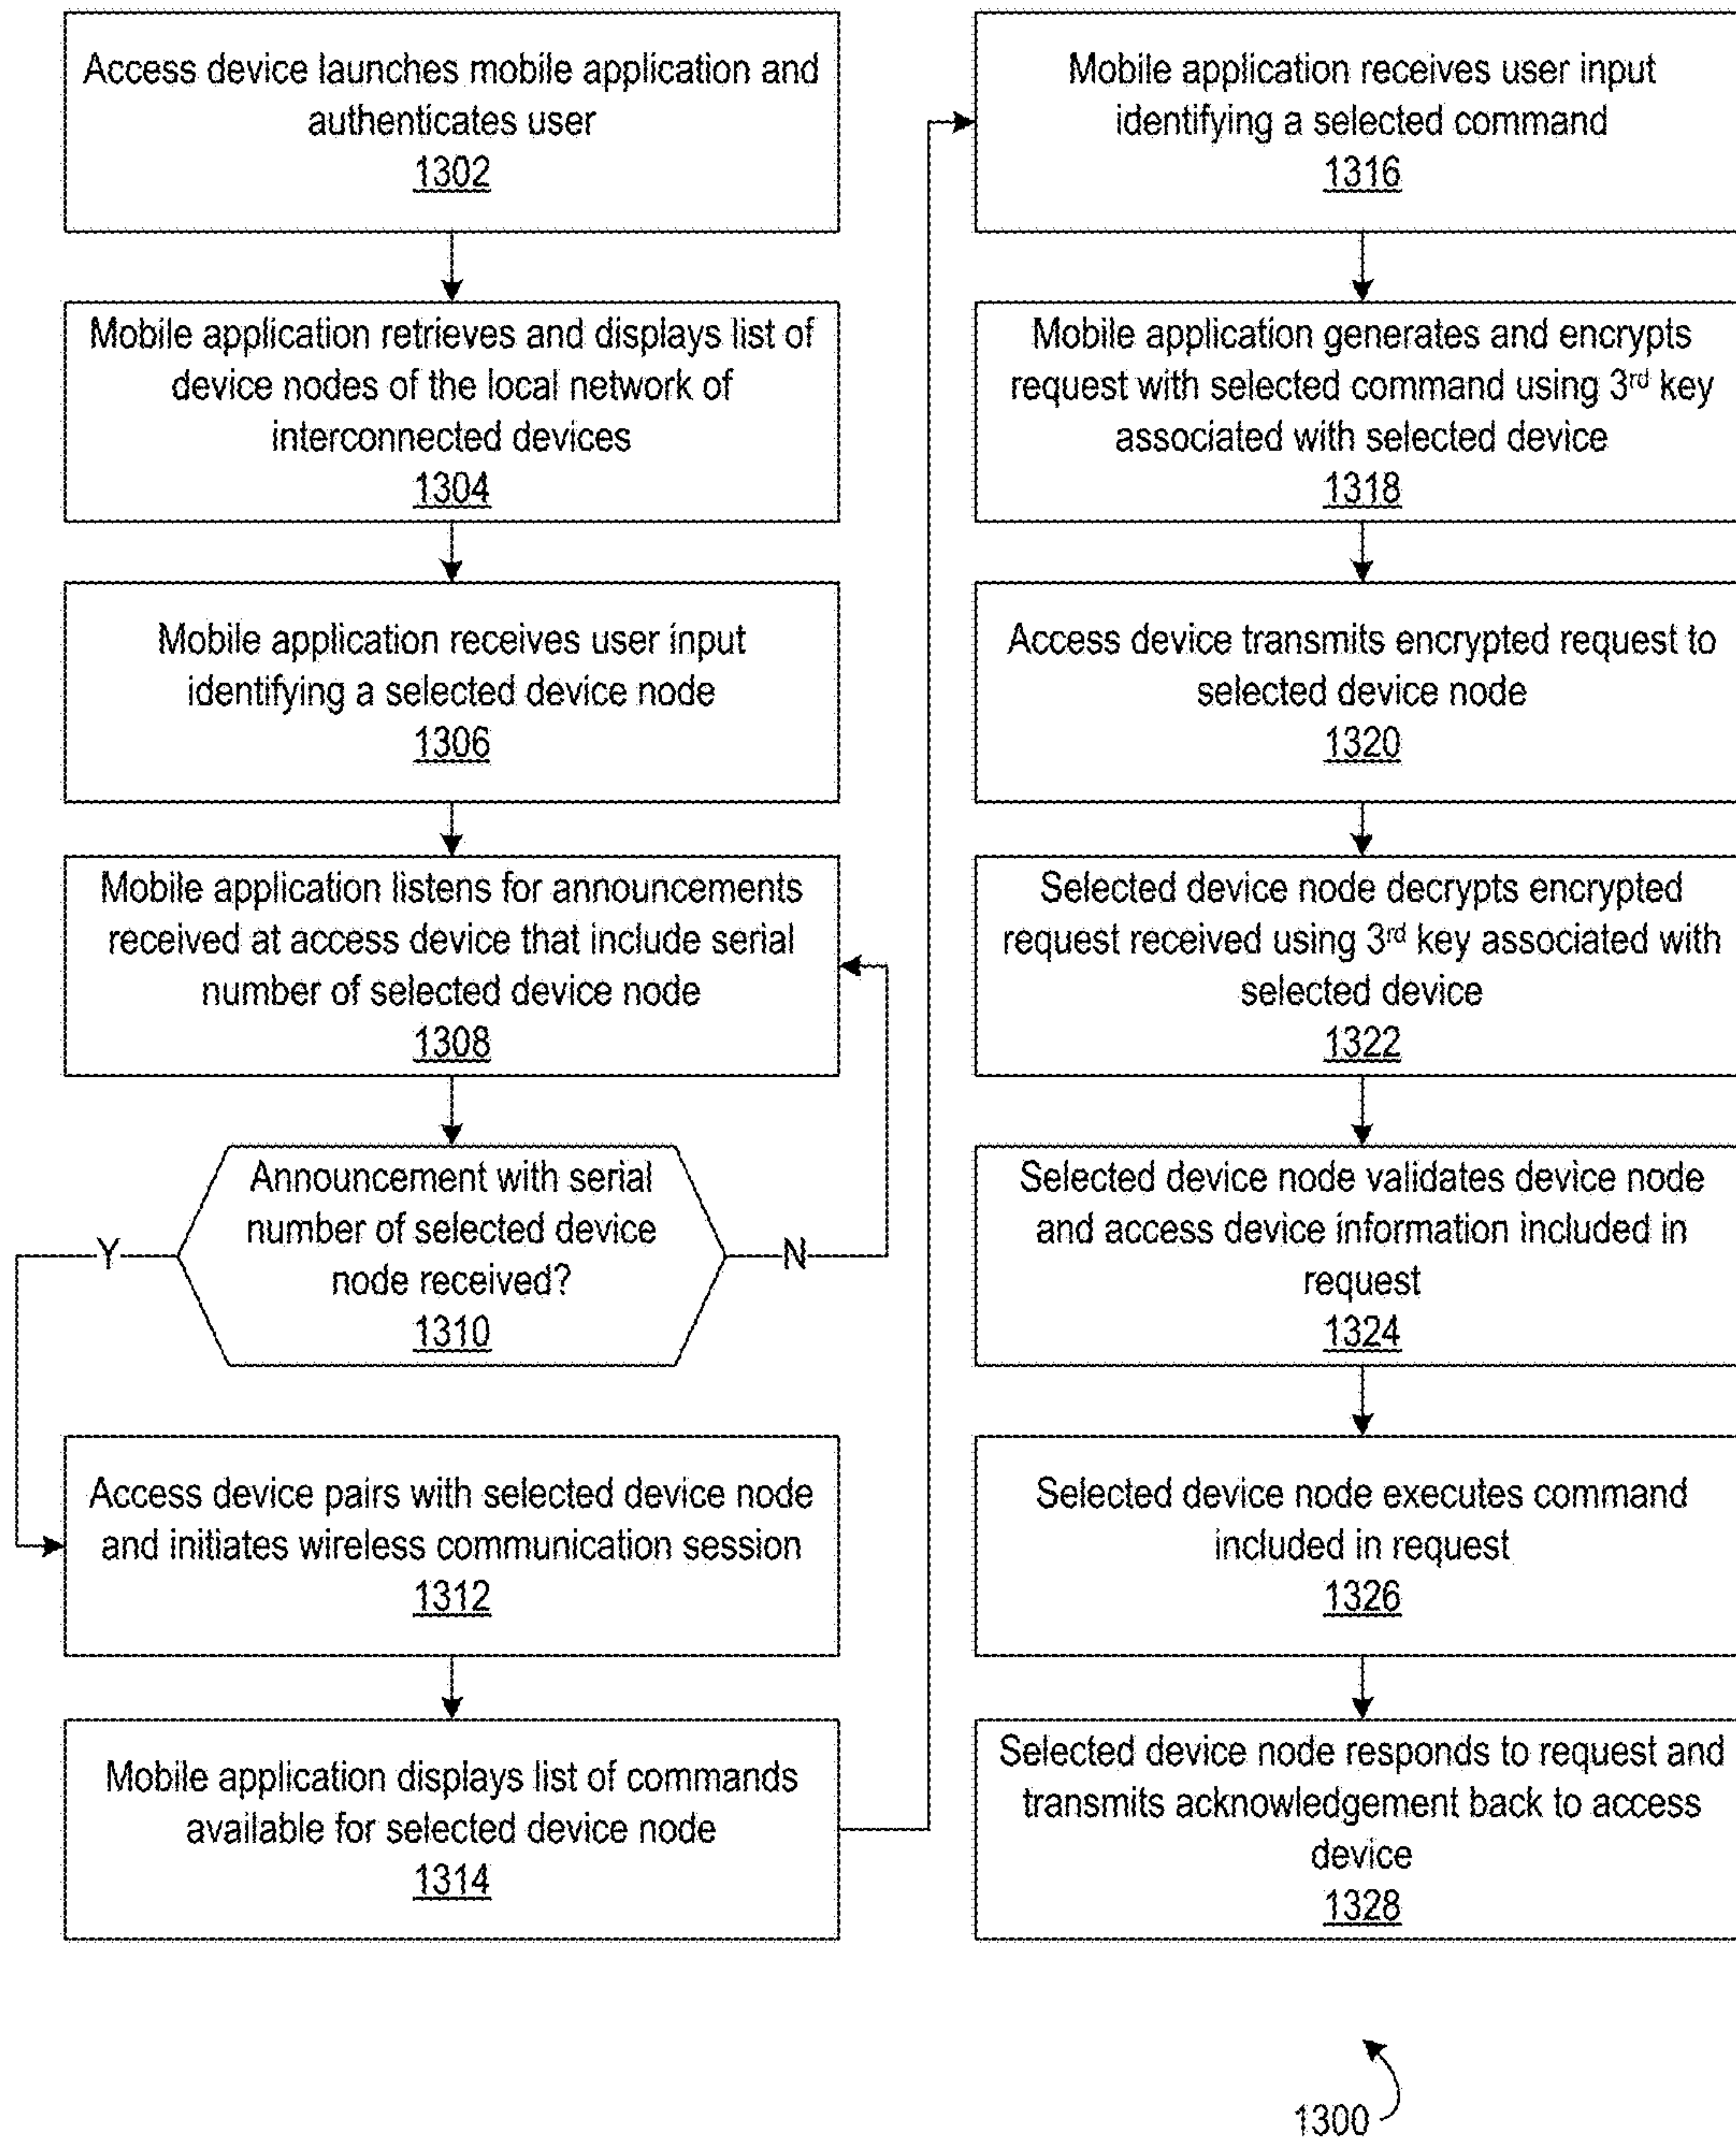 Access device launches mobile application and
authenticates user
1302
Mobile application retrieves and displays list of
device nodes of the local network of
interconnected devices
1304
Mobile application receives user input
identifying a selected device node
1306
Mobile application listens for announcements
received at access device that include serial
number of selected device node
1308
Announcement with serial
number of selected device
node received?
1310
Y
N
Access device pairs with selected device node
and initiates wireless communication session
1312
Mobile application displays list of commands
available for selected device node
1314
Mobile application receives user input
identifying a selected command
1316
Mobile application generates and encrypts
request with selected command using 3rd key
associated with selected device
1318
Access device transmits encrypted request to
selected device node
1320
Selected device node decrypts encrypted
request received using 3rd key associated with
selected device
1322
Selected device node validates device node
and access device information included in
request
1324
Selected device node executes command
included in request
1326
Selected device node responds to request and
transmits acknowledgement back to access
device
1328
1300